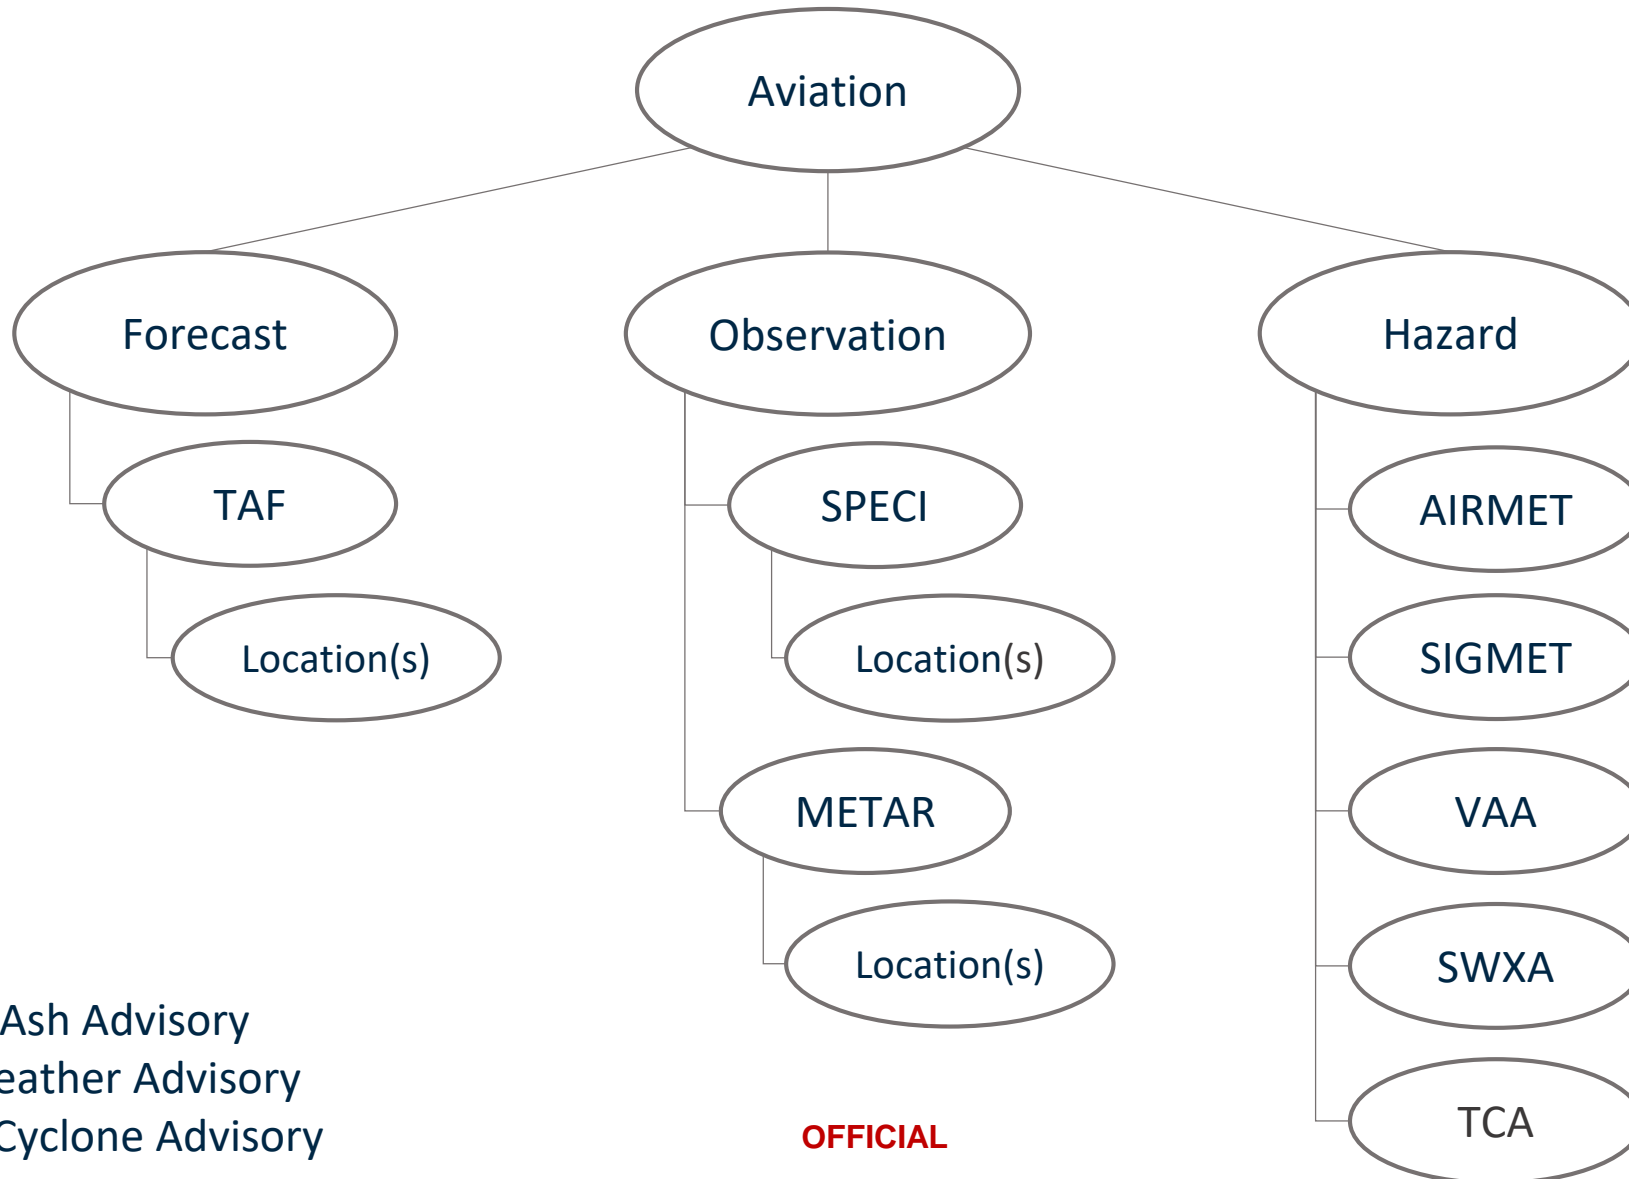 Aviation
Forecast
Observation
Hazard
TAF
SPECI
AIRMET
Location(s)
Location(s)
SIGMET
METAR
VAA
Location(s)
SWXA
Ash Advisory
eather Advisory
Cyclone Advisory
TCA
OFFICIAL